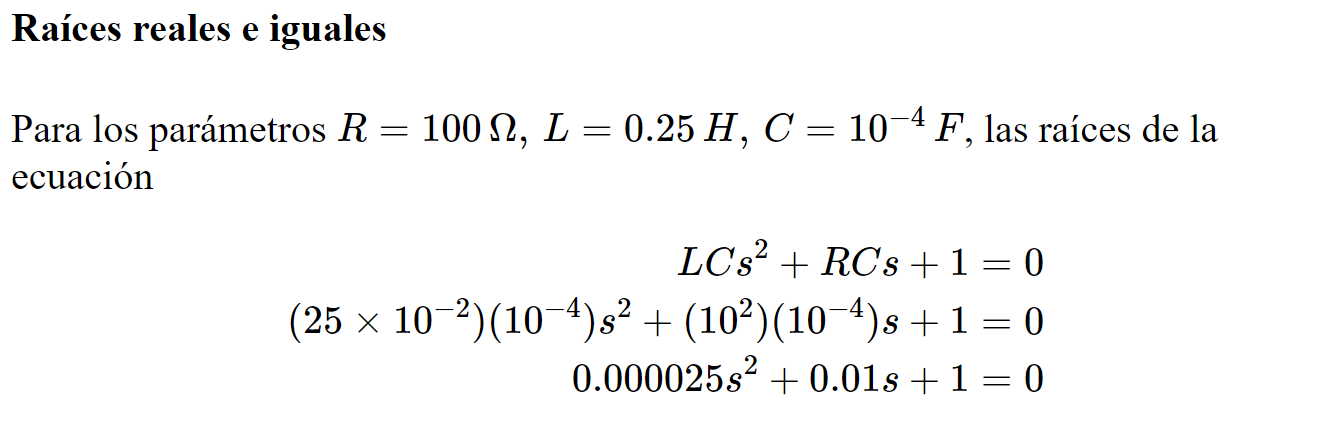 Raíces reales e iguales
Para los parámetros R = 100 Ω, L = 0.25 H, C = 10⁻⁴ F, las raíces de la
ecuación
LCs² + RCs + 1 = 0
(25 × 10⁻²)(10⁻⁴)s² + (10²)(10⁻⁴)s + 1 = 0
0.000025s² + 0.01s + 1 = 0